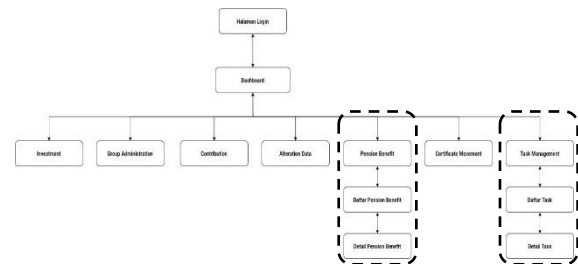 Halaman Login
Dashboard
Investment
Group Administration
Contribution
Alteration Data
Pension Benefit
Certificate Movement
Task Management
Daftar Pension Benefit
Daftar Task
Detail Pension Benefit
Detail Task